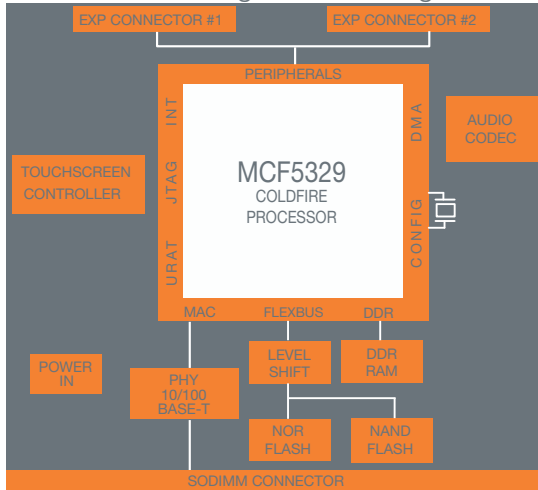 EXP CONNECTOR #1
EXP CONNECTOR #2
PERIPHERALS
INT
DMA
AUDIO
CODEC
TOUCHSCREEN
CONTROLLER
JTAG
MCF5329
COLDFIRE
PROCESSOR
CONFIG
URAT
MAC
FLEXBUS
DDR
POWER
IN
PHY
10/100
BASE-T
LEVEL
SHIFT
DDR
RAM
NOR
FLASH
NAND
FLASH
SODIMM CONNECTOR